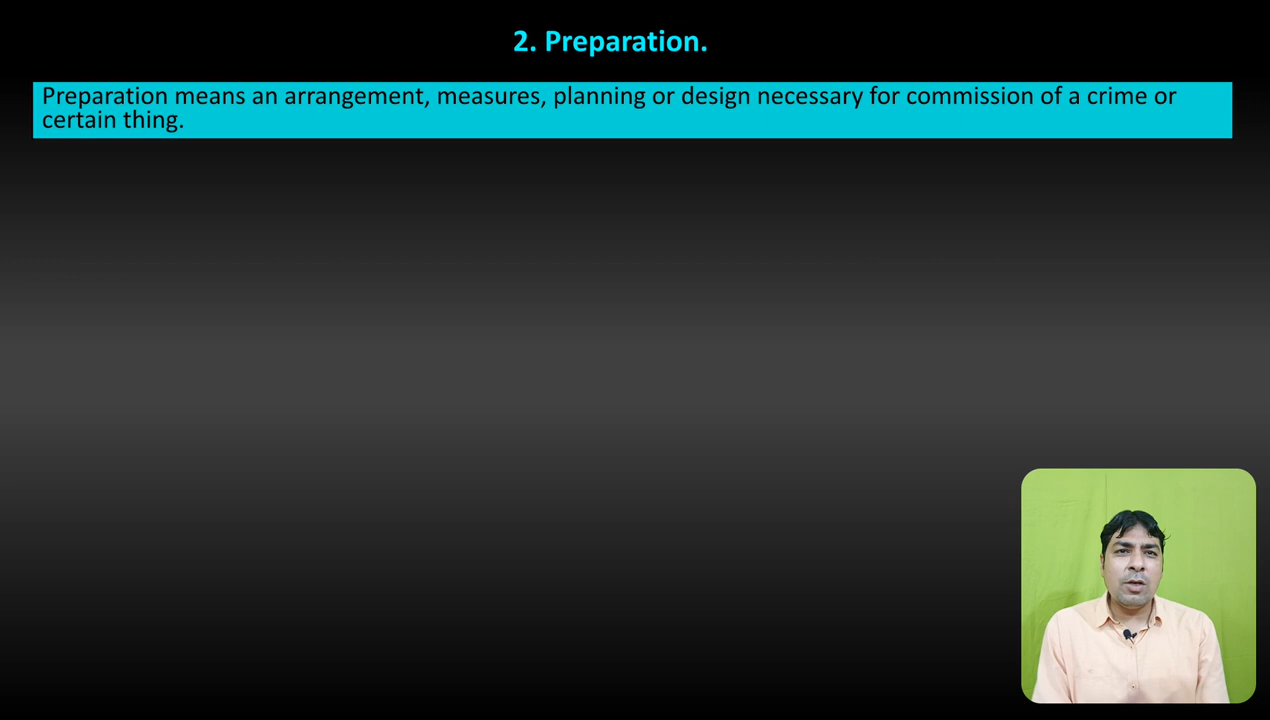 2. Preparation.
Preparation means an arrangement, measures, planning or design necessary for commission of a crime or
certain thing.